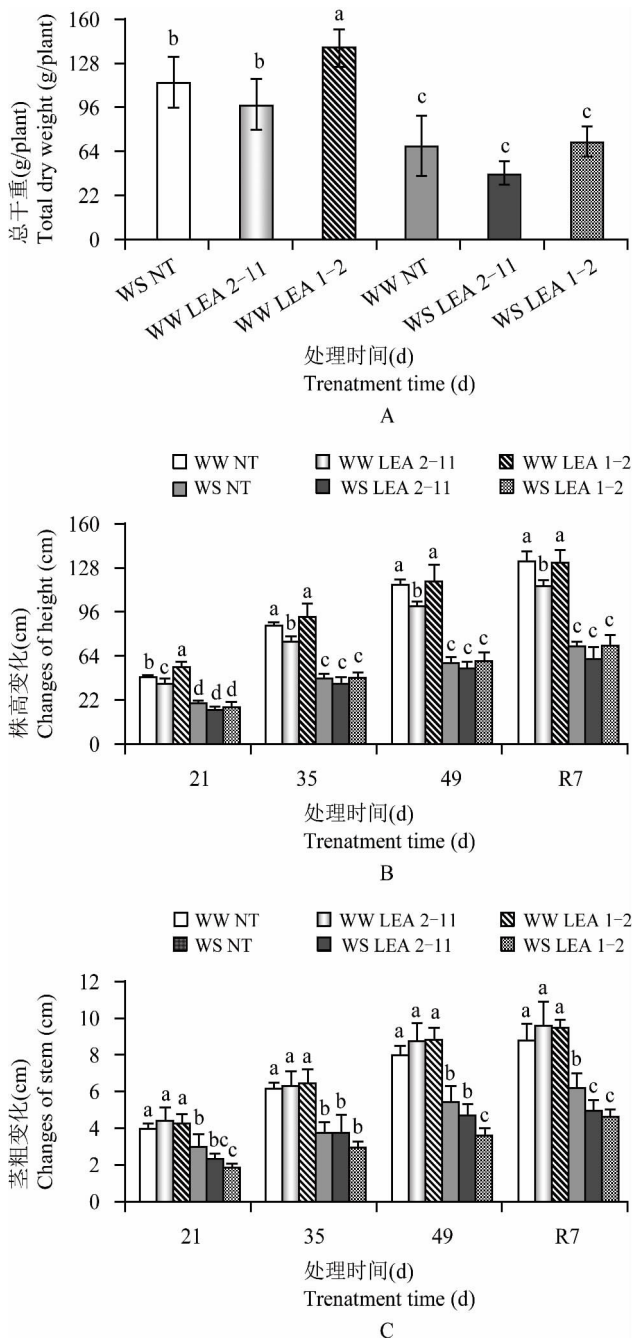 总干重(g/plant)
Total dry weight (g/plant)
160
128
96
64
22
0
b
b
a
c
c
c
WS NT
WW LEA 2-11
WW LEA 1-2
WW NT
WS LEA 2-11
WS LEA 1-2
处理时间(d)
Trenatment time (d)
A
WW NT
WW LEA 2-11
WW LEA 1-2
WS NT
WS LEA 2-11
WS LEA 1-2
株高变化(cm)
Changes of height (cm)
160
128
96
64
22
0
b c a d d d
a b a c c c
a b a c c c
a b a c c c
21 35 49 R7
处理时间(d)
Trenatment time (d)
B
WW NT
WW LEA 2-11
WW LEA 1-2
WS NT
WS LEA 2-11
WS LEA 1-2
茎粗变化(cm)
Changes of stem (cm)
12
10
8
6
4
2
0
a a a b bc c
a a a b b b
a a a b b c
a a a b c c
21 35 49 R7
处理时间(d)
Trenatment time (d)
C